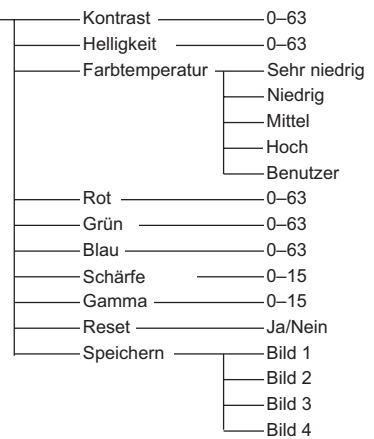 Kontrast 0–63
Helligkeit 0–63
Farbtemperatur Sehr niedrig
Niedrig
Mittel
Hoch
Benutzer
Rot 0–63
Grün 0–63
Blau 0–63
Schärfe 0–15
Gamma 0–15
Reset Ja/Nein
Speichern Bild 1
Bild 2
Bild 3
Bild 4